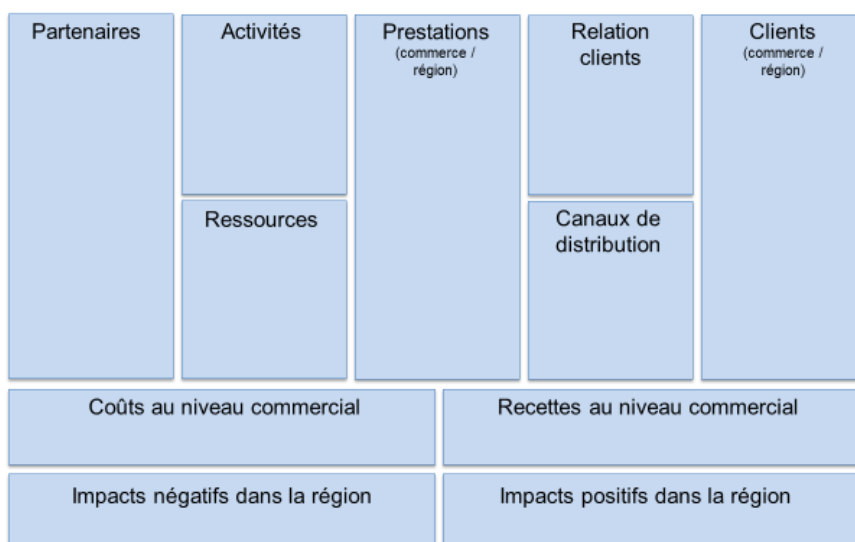 Partenaires
Activités
Prestations
(commerce /
région)
Relation
clients
Clients
(commerce /
région)
Ressources
Canaux de
distribution
Coûts au niveau commercial
Recettes au niveau commercial
Impacts négatifs dans la région
Impacts positifs dans la région